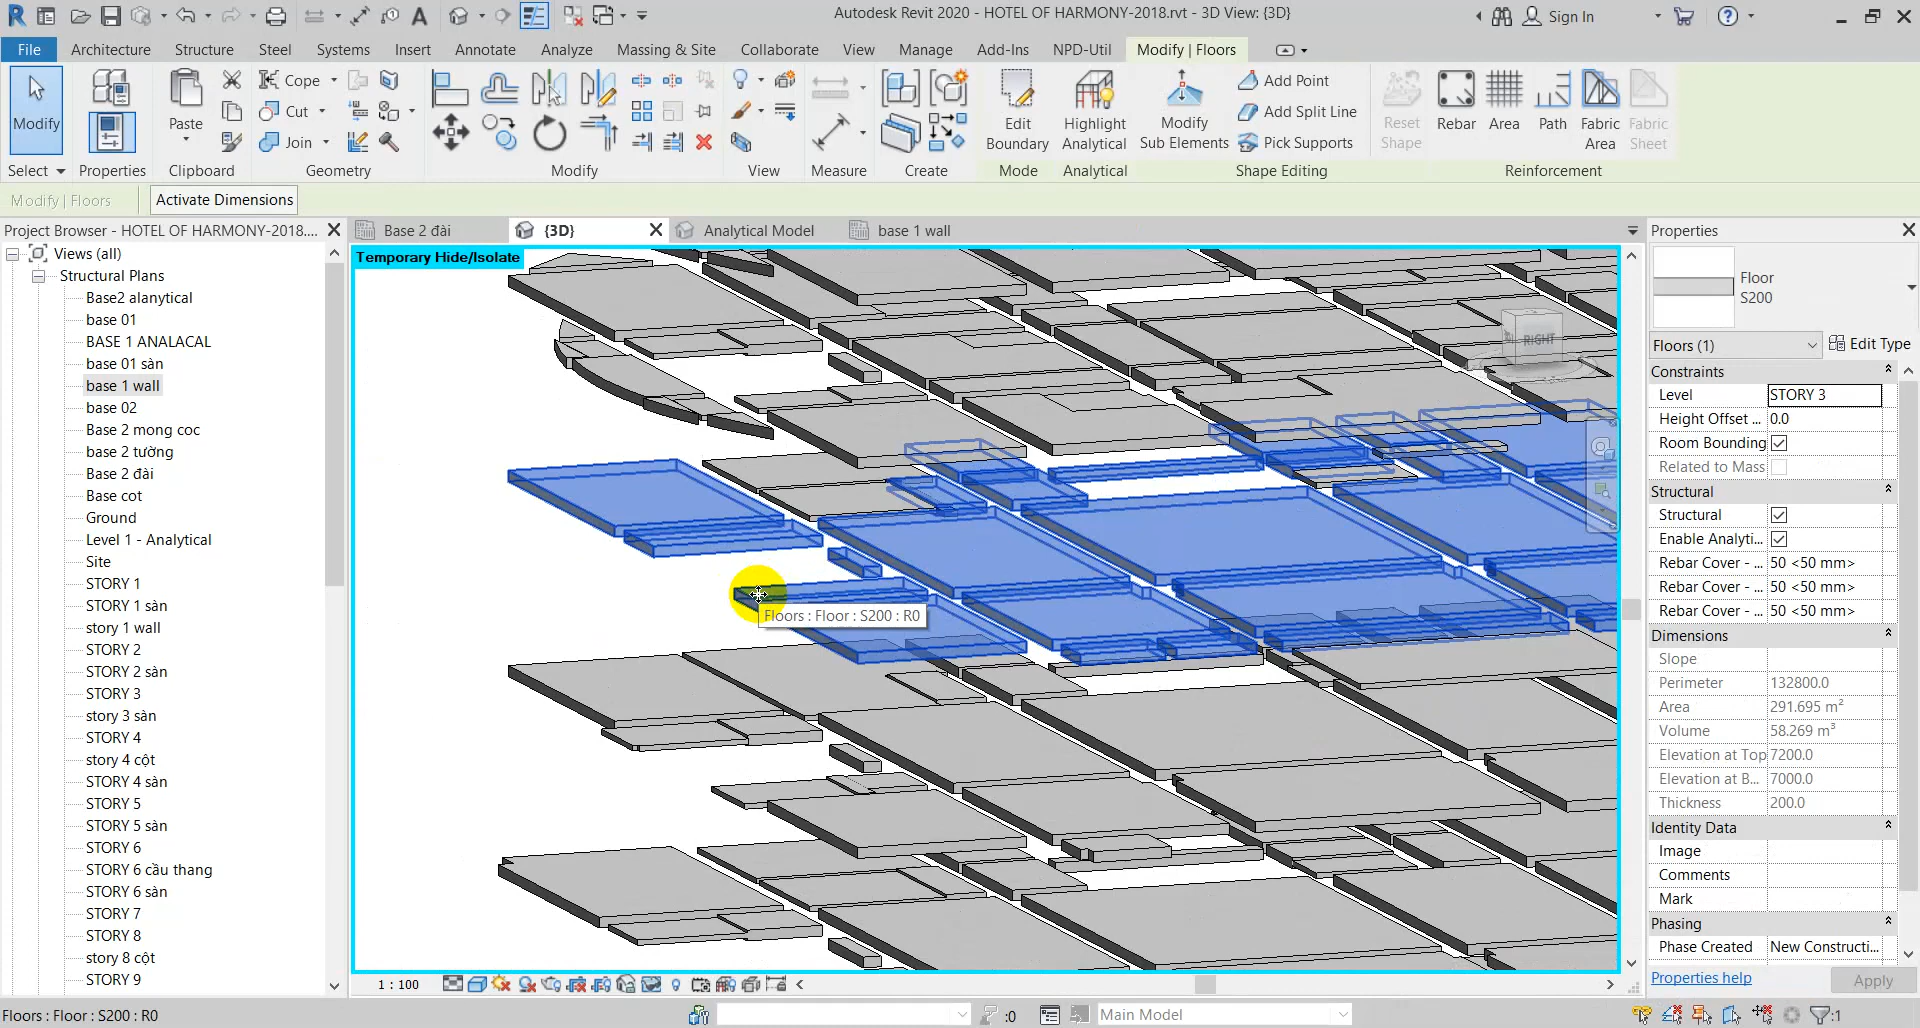 Autodesk Revit 2020 - HOTEL OF HARMONY-2018.rvt - 3D View: {3D}
Sign In
File
Architecture
Structure
Steel
Systems
Insert
Annotate
Analyze
Massing & Site
Collaborate
View
Manage
Add-Ins
NPD-Util
Modify | Floors
Modify
Paste
Cope
Cut
Join
Edit
Boundary
Highlight
Analytical
Modify
Sub Elements
Add Point
Add Split Line
Pick Supports
Reset
Shape
Rebar
Area
Path
Fabric
Area
Fabric
Sheet
Select
Properties
Clipboard
Geometry
Modify
View
Measure
Create
Mode
Analytical
Shape Editing
Reinforcement
Modify | Floors
Activate Dimensions
Project Browser - HOTEL OF HARMONY-2018....
Views (all)
Structural Plans
Base2 alanytical
base 01
BASE 1 ANALACAL
base 01 sàn
base 1 wall
base 02
Base 2 mong coc
base 2 tường
Base 2 đài
Base cot
Ground
Level 1 - Analytical
Site
STORY 1
STORY 1 sàn
story 1 wall
STORY 2
STORY 2 sàn
STORY 3
story 3 sàn
STORY 4
story 4 cột
STORY 4 sàn
STORY 5
STORY 5 sàn
STORY 6
STORY 6 cầu thang
STORY 6 sàn
STORY 7
STORY 8
story 8 cột
STORY 9
Base 2 đài
{3D}
Analytical Model
base 1 wall
Temporary Hide/Isolate
RIGHT
Floors : Floor : S200 : R0
1 : 100
Properties
Floor
S200
Floors (1)
Edit Type
Constraints
Level STORY 3
Height Offset ... 0.0
Room Bounding
Related to Mass
Structural
Structural
Enable Analyti...
Rebar Cover - ... 50 <50 mm>
Rebar Cover - ... 50 <50 mm>
Rebar Cover - ... 50 <50 mm>
Dimensions
Slope
Perimeter 132800.0
Area 291.695 m²
Volume 58.269 m³
Elevation at Top 7200.0
Elevation at B... 7000.0
Thickness 200.0
Identity Data
Image
Comments
Mark
Phasing
Phase Created New Constructi...
Properties help
Apply
Floors : Floor : S200 : R0
:0
Main Model
:1